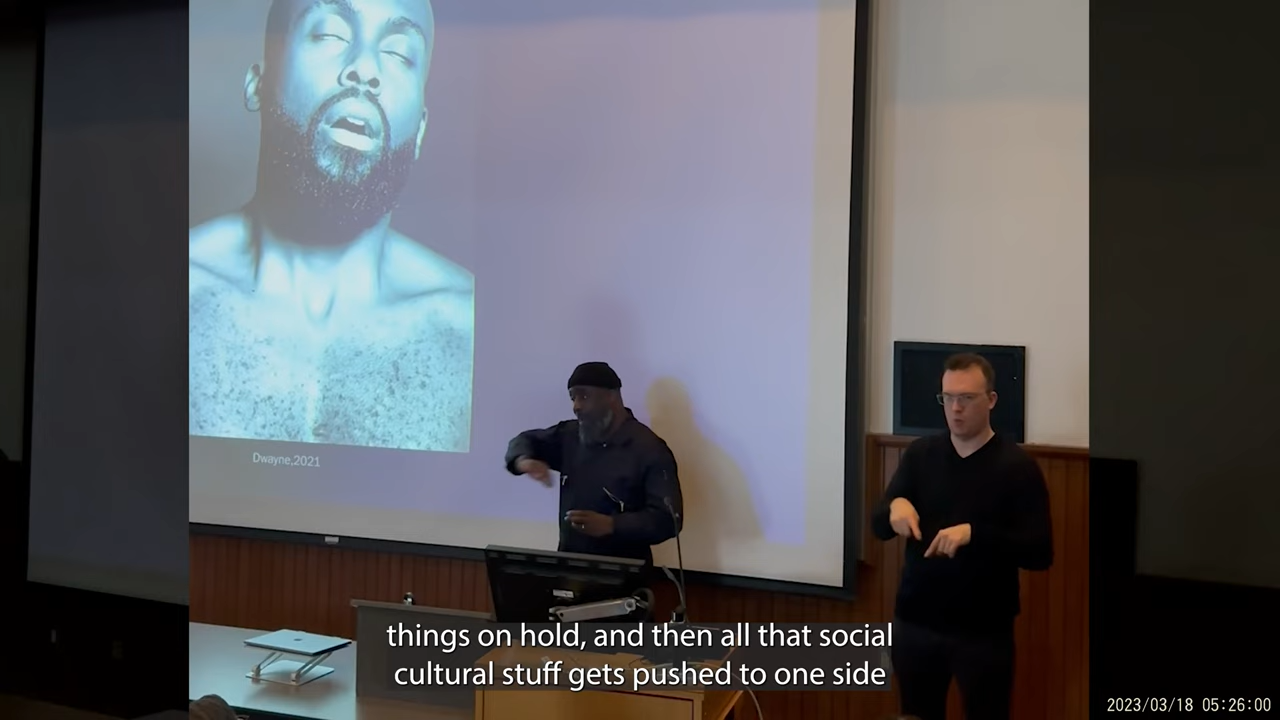 Dwayne,2021
things on hold, and then all that social
cultural stuff gets pushed to one side
2023/03/18 05:26:00